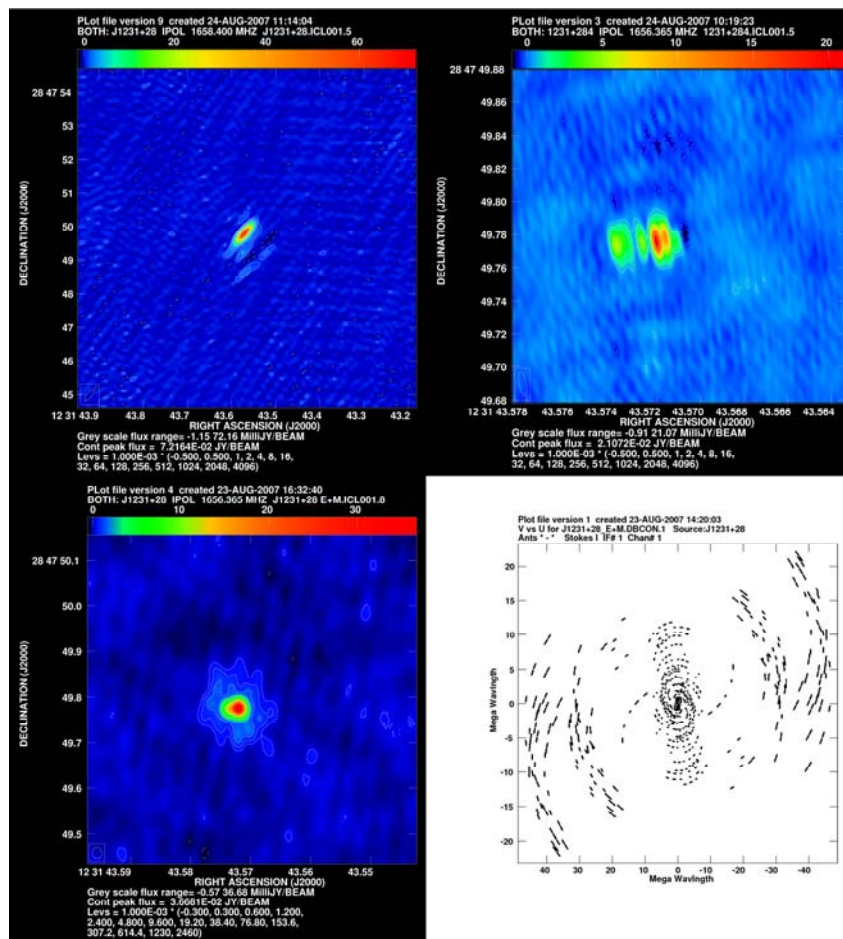 PLot file version 9 created 24-AUG-2007 11:14:04
BOTH: J1231+28 IPOL 1658.400 MHZ J1231+28.ICL001.5
0 20 40 60
28 47 54
53
52
51
50
49
48
47
46
45
DECLINATION (J2000)
12 31 43.9 43.8 43.7 43.6 43.5 43.4 43.3 43.2
RIGHT ASCENSION (J2000)
Grey scale flux range= -1.15 72.16 MilliJY/BEAM
Cont peak flux = 7.2164E-02 JY/BEAM
Levs = 1.000E-03 * (-0.500, 0.500, 1, 2, 4, 8, 16,
32, 64, 128, 256, 512, 1024, 2048, 4096)
PLot file version 3 created 24-AUG-2007 10:19:23
BOTH: 1231+284 IPOL 1656.365 MHZ 1231+284.ICL001.5
0 5 10 15 20
28 47 49.88
49.86
49.84
49.82
49.80
49.78
49.76
49.74
49.72
49.70
49.68
DECLINATION (J2000)
12 31 43.578 43.576 43.574 43.572 43.570 43.568 43.566 43.564
RIGHT ASCENSION (J2000)
Grey scale flux range= -0.91 21.07 MilliJY/BEAM
Cont peak flux = 2.1072E-02 JY/BEAM
Levs = 1.000E-03 * (-0.500, 0.500, 1, 2, 4, 8, 16,
32, 64, 128, 256, 512, 1024, 2048, 4096)
PLot file version 4 created 23-AUG-2007 16:32:40
BOTH: J1231+28 IPOL 1656.365 MHZ J1231+28 E+M.ICL001.8
0 10 20 30
28 47 50.1
50.0
49.9
49.8
49.7
49.6
49.5
DECLINATION (J2000)
12 31 43.59 43.58 43.57 43.56 43.55
RIGHT ASCENSION (J2000)
Grey scale flux range= -0.57 36.68 MilliJY/BEAM
Cont peak flux = JY/BEAM
Levs = 1.000E-03 * (-0.300, 0.300, 0.600, 1.200,
2.400, 4.800, 9.600, 19.20, 38.40, 76.80, 153.6,
307.2, 614.4, 1230, 2460)
Plot file version 1 created 23-AUG-2007 14:20:03
V vs U for J1231+28_E+M.DBCON.1 Source:J1231+28
Ants * - * Stokes I IF# 1 Chan# 1
20
15
10
5
0
-5
-10
-15
-20
Mega Wavlngth
40 30 20 10 0 -10 -20 -30 -40
Mega Wavlngth